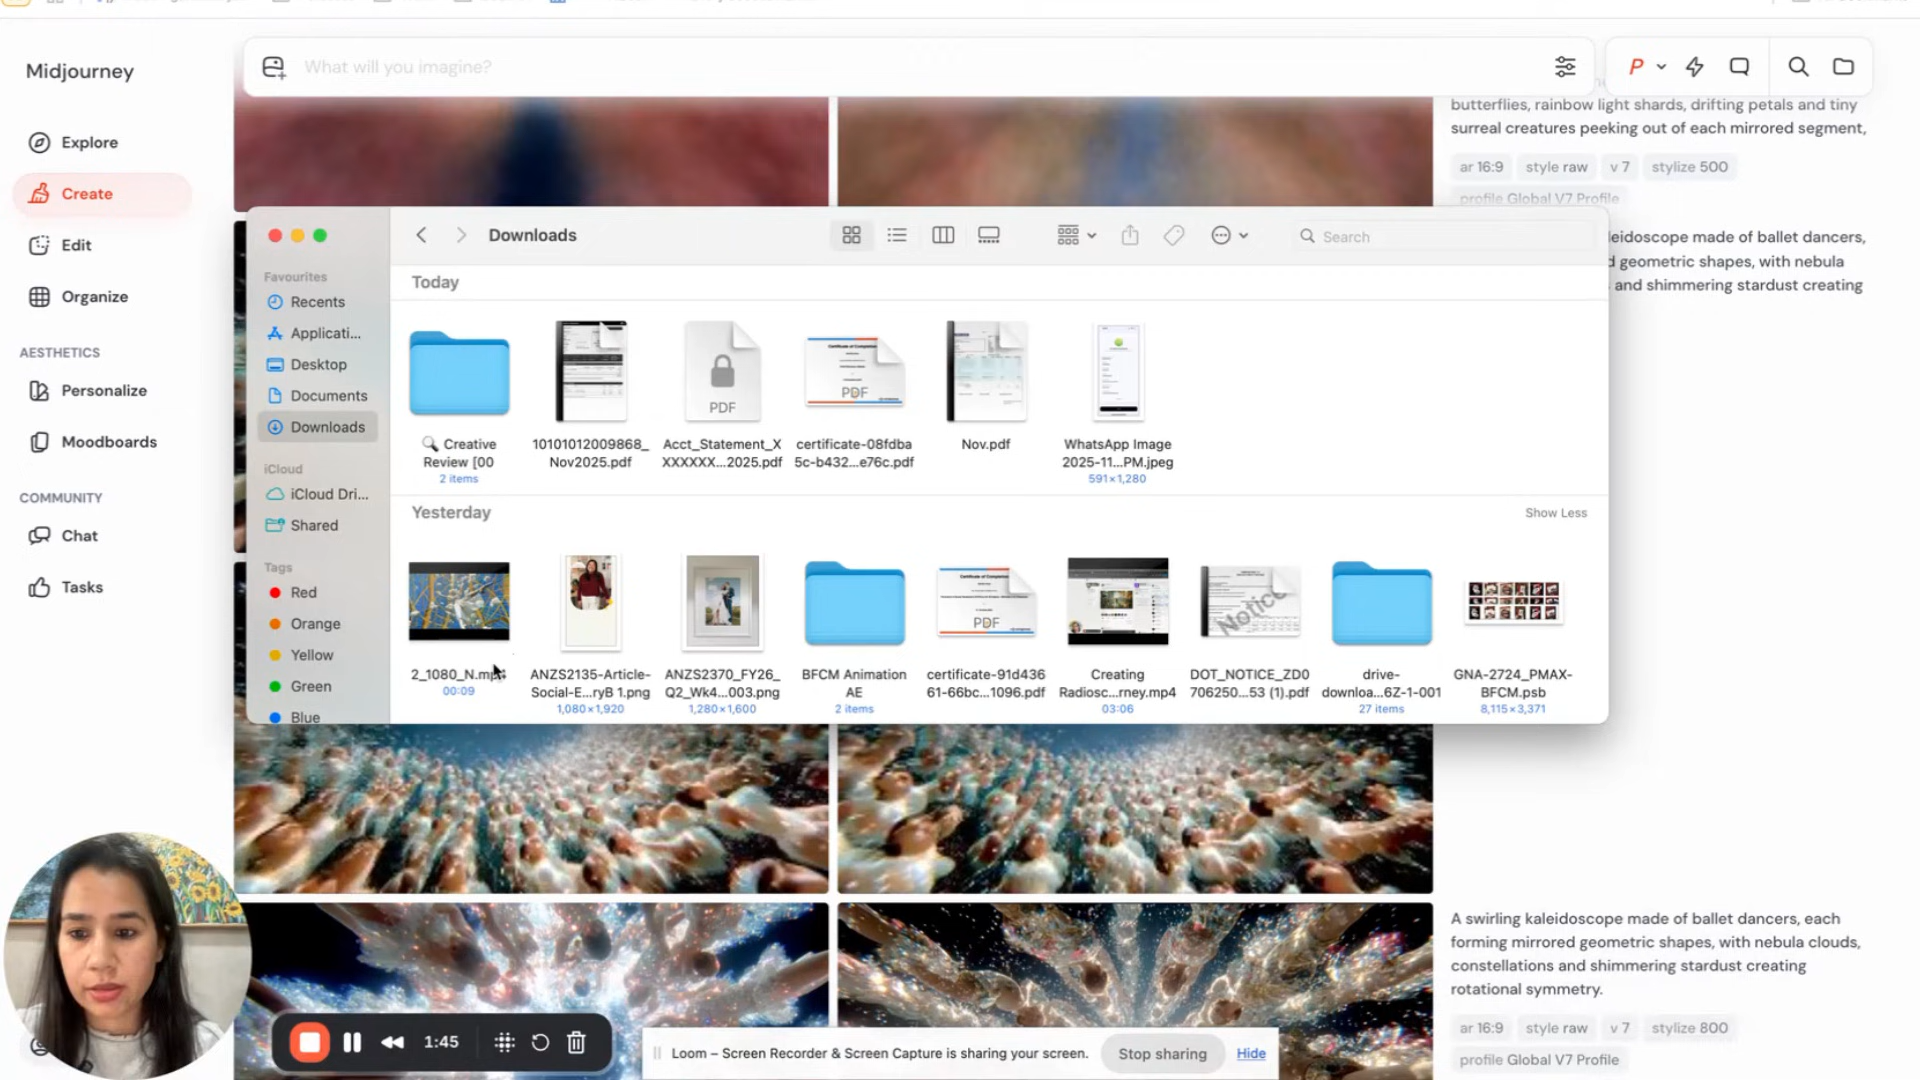 Midjourney
What will you imagine?
P
Explore
Create
Edit
Organize
AESTHETICS
Personalize
Moodboards
COMMUNITY
Chat
Tasks
butterflies, rainbow light shards, drifting petals and tiny
surreal creatures peeking out of each mirrored segment,
ar 16:9 style raw v 7 stylize 500
profile Global V7 Profile
eidoscope made of ballet dancers,
d geometric shapes, with nebula
and shimmering stardust creating
Downloads
Search
Favourites
Recents
Applicati...
Desktop
Documents
Downloads
iCloud
iCloud Dri...
Shared
Tags
Red
Orange
Yellow
Green
Blue
Today
PDF
Certificate of Completion
PDF
Creative
Review [00
2 items
10101012009868_
Nov2025.pdf
Acct_Statement_X
XXXXXX...2025.pdf
certificate-08fdba
5c-b432...e76c.pdf
Nov.pdf
WhatsApp Image
2025-11...PM.jpeg
591×1,280
Yesterday
Show Less
Certificate of Completion
PDF
Notice
2_1080_N.mp4
00:09
ANZS2135-Article-
Social-E...ryB 1.png
1,080×1,920
ANZS2370_FY26_
Q2_Wk4...003.png
1,280×1,600
BFCM Animation
AE
2 items
certificate-91d436
61-66bc...1096.pdf
Creating
Radiosc...rney.mp4
03:06
DOT_NOTICE_ZD0
706250...53 (1).pdf
drive-
downloa...6Z-1-001
27 items
GNA-2724_PMAX-
BFCM.psb
8,115×3,371
A swirling kaleidoscope made of ballet dancers, each
forming mirrored geometric shapes, with nebula clouds,
constellations and shimmering stardust creating
rotational symmetry.
ar 16:9 style raw v 7 stylize 800
profile Global V7 Profile
1:45
Loom – Screen Recorder & Screen Capture is sharing your screen.
Stop sharing
Hide